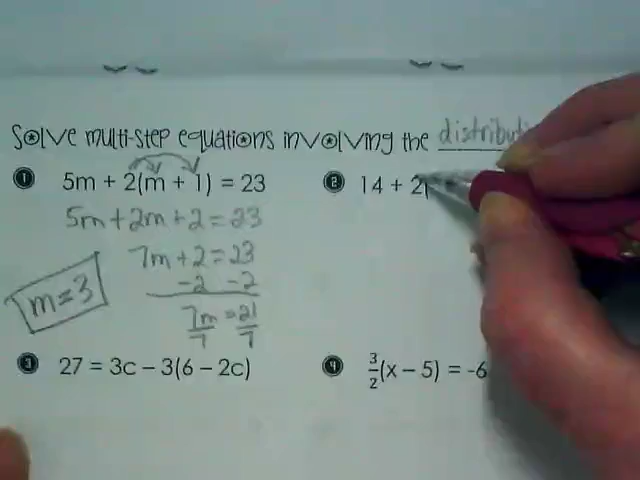 Solve multi-step equations involving the distributi
1 5m + 2(m + 1) = 23
2 14 + 2(
5m + 2m + 2 = 23
7m + 2 = 23
-2 -2
7m = 21
7 7
m = 3
3 27 = 3c – 3(6 – 2c)
4 3/2(x – 5) = -6